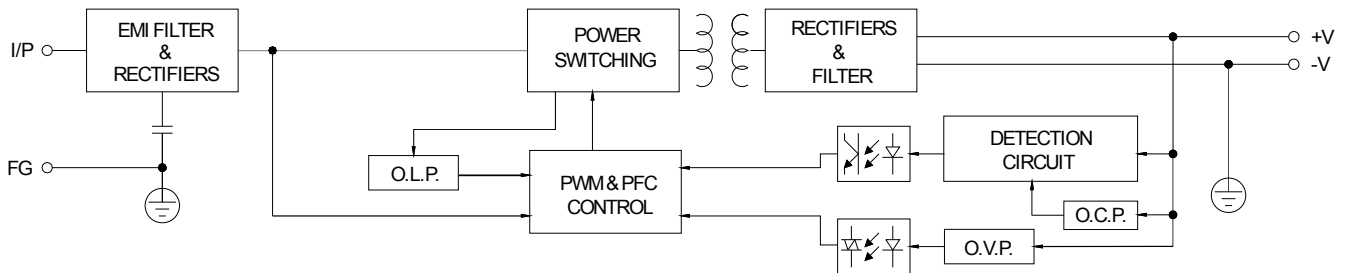 I/P
EMI FILTER
&
RECTIFIERS
POWER
SWITCHING
RECTIFIERS
&
FILTER
+V
-V
FG
O.L.P.
PWM & PFC
CONTROL
DETECTION
CIRCUIT
O.C.P.
O.V.P.